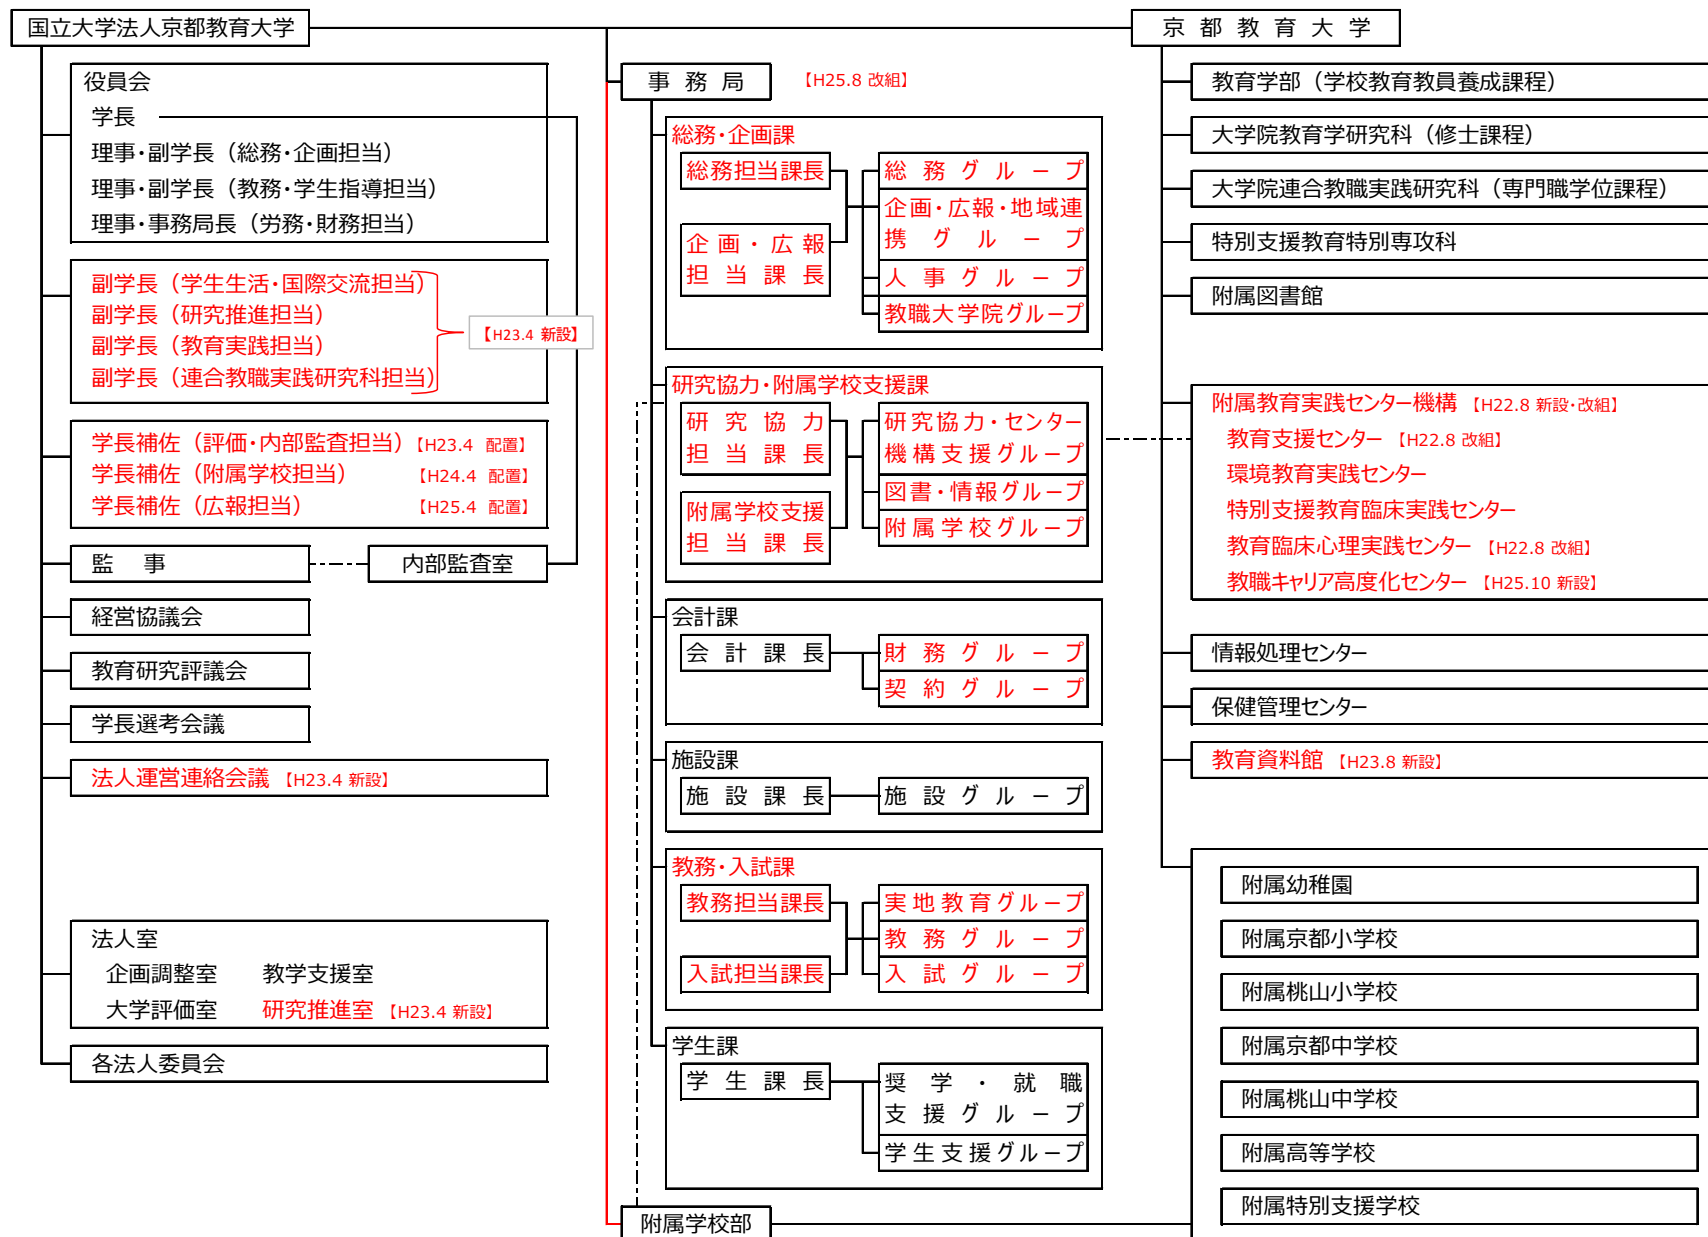 国立大学法人京都教育大学
役員会
学長
理事・副学長（総務・企画担当）
理事・副学長（教務・学生指導担当）
理事・事務局長（労務・財務担当）
副学長（学生生活・国際交流担当）
副学長（研究推進担当）
副学長（教育実践担当）
副学長（連合教職実践研究科担当）
【H23.4 新設】
学長補佐（評価・内部監査担当）【H23.4 配置】
学長補佐（附属学校担当）【H24.4 配置】
学長補佐（広報担当）【H25.4 配置】
監　事
内部監査室
経営協議会
教育研究評議会
学長選考会議
法人運営連絡会議 【H23.4 新設】
法人室
企画調整室　教学支援室
大学評価室　研究推進室 【H23.4 新設】
各法人委員会
事 務 局 【H25.8 改組】
総務・企画課
総務担当課長
企 画 ・ 広 報
担 当 課 長
総 務 グ ル ー プ
企画・広報・地域連
携 グ ル ー プ
人 事 グ ル ー プ
教職大学院グループ
研究協力・附属学校支援課
研 究 協 力
担 当 課 長
附属学校支援
担 当 課 長
研究協力・センター
機構支援グループ
図書・情報グループ
附属学校グループ
会計課
会 計 課 長
財 務 グ ル ー プ
契 約 グ ル ー プ
施設課
施 設 課 長
施 設 グ ル ー プ
教務・入試課
教務担当課長
入試担当課長
実地教育グループ
教 務 グ ル ー プ
入 試 グ ル ー プ
学生課
学 生 課 長
奨 学 ・ 就 職
支 援 グ ル ー プ
学生支援グループ
附属学校部
京 都 教 育 大 学
教育学部（学校教育教員養成課程）
大学院教育学研究科（修士課程）
大学院連合教職実践研究科（専門職学位課程）
特別支援教育特別専攻科
附属図書館
附属教育実践センター機構 【H22.8 新設・改組】
教育支援センター 【H22.8 改組】
環境教育実践センター
特別支援教育臨床実践センター
教育臨床心理実践センター 【H22.8 改組】
教職キャリア高度化センター 【H25.10 新設】
情報処理センター
保健管理センター
教育資料館 【H23.8 新設】
附属幼稚園
附属京都小学校
附属桃山小学校
附属京都中学校
附属桃山中学校
附属高等学校
附属特別支援学校